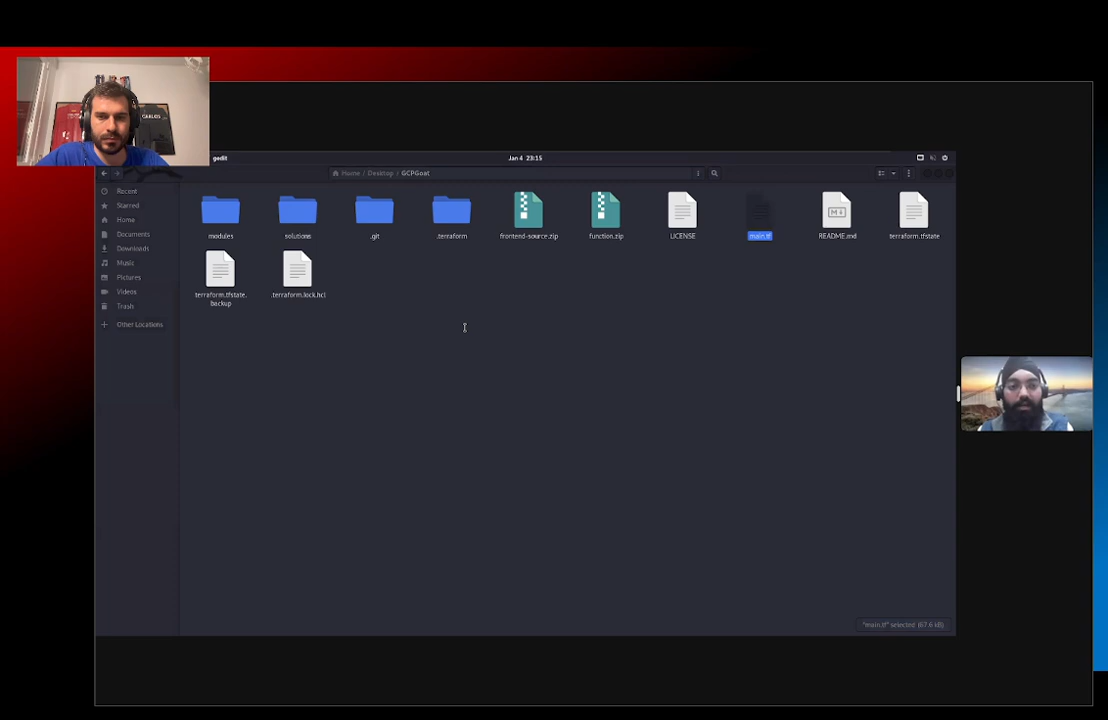 CARLOS
gedit
Jan 4 23:15
Home / Desktop / GCPGoat
Recent
Starred
Home
Documents
Downloads
Music
Pictures
Videos
Trash
Other Locations
modules
solutions
.git
.terraform
frontend-source.zip
function.zip
LICENSE
main.tf
README.md
terraform.tfstate
terraform.tfstate.
backup
.terraform.lock.hcl
"main.tf" selected (67.6 kB)